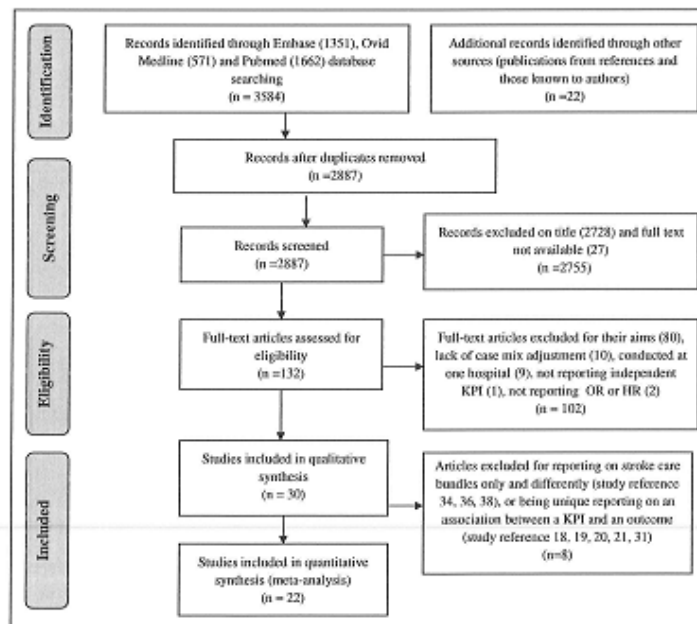 Identification
Records identified through Embase (1351), Ovid
Medline (571) and Pubmed (1662) database
searching
(n = 3584)
Additional records identified through other
sources (publications from references and
those known to authors)
(n =22)
Records after duplicates removed
(n =2887)
Screening
Records screened
(n =2887)
Records excluded on title (2728) and full text
not available (27)
(n =2755)
Eligibility
Full-text articles assessed for
eligibility
(n =132)
Full-text articles excluded for their aims (80),
lack of case mix adjustment (10), conducted at
one hospital (9), not reporting independent
KPI (1), not reporting OR or HR (2)
(n = 102)
Included
Studies included in qualitative
synthesis
(n = 30)
Articles excluded for reporting on stroke care
bundles only and differently (study reference
34, 36, 38), or being unique reporting on an
association between a KPI and an outcome
(study reference 18, 19, 20, 21, 31)
(n=8)
Studies included in quantitative
synthesis (meta-analysis)
(n = 22)